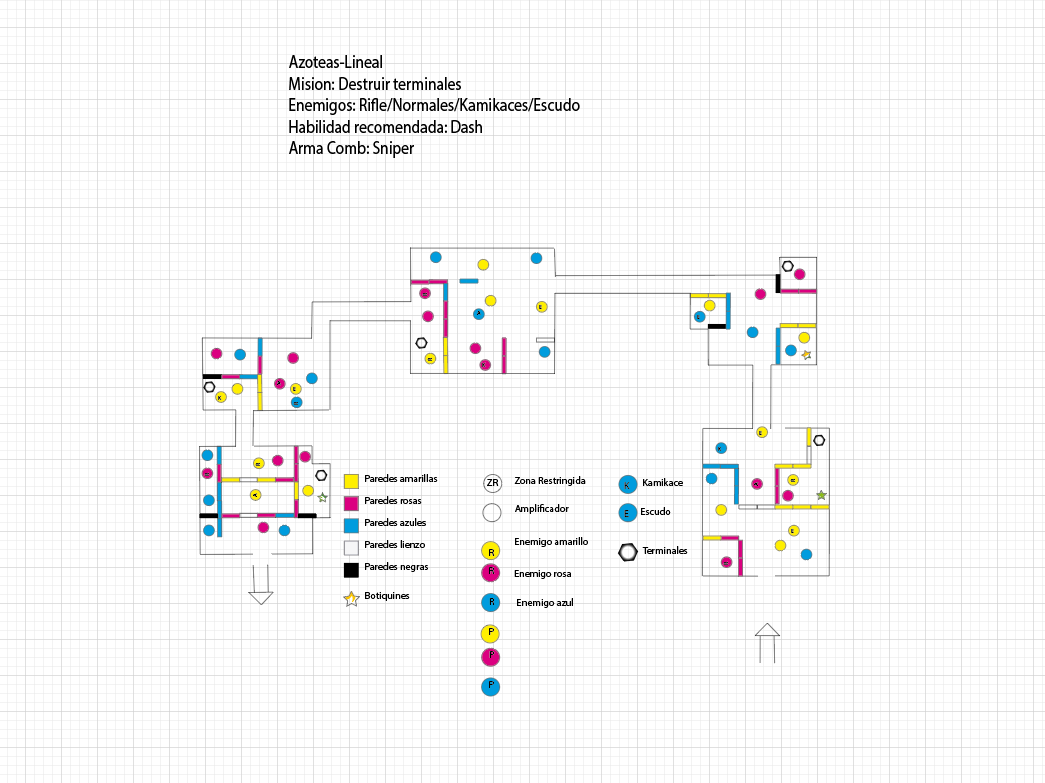 Azoteas-Lineal
Mision: Destruir terminales
Enemigos: Rifle/Normales/Kamikaces/Escudo
Habilidad recomendada: Dash
Arma Comb: Sniper
Paredes amarillas
Paredes rosas
Paredes azules
Paredes lienzo
Paredes negras
Botiquines
ZR Zona Restringida
Amplificador
R Enemigo amarillo
R Enemigo rosa
R Enemigo azul
P
P
P
K Kamikace
E Escudo
Terminales